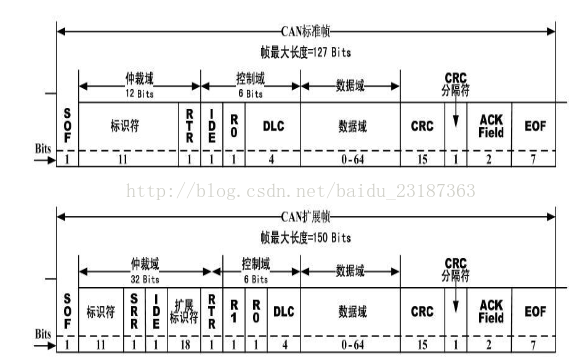 CAN标准帧
帧最大长度=127 Bits
仲裁域
12 Bits
控制域
6 Bits
数据域
CRC
分隔符
SOF
标识符
RTR
IDE
R0
DLC
数据域
CRC
ACK Field
EOF
Bits 1 11 1 1 1 4 0-64 15 1 2 7
http://blog.csdn.net/baidu_23187363
CAN扩展帧
帧最大长度=150 Bits
仲裁域
32 Bits
控制域
6 Bits
数据域
CRC
分隔符
SOF
标识符
SRR
IDE
扩展
标识符
RTR
R1
R0
DLC
数据域
CRC
ACK
Field
EOF
Bits 1 11 1 1 18 1 1 1 4 0-64 15 1 2 7